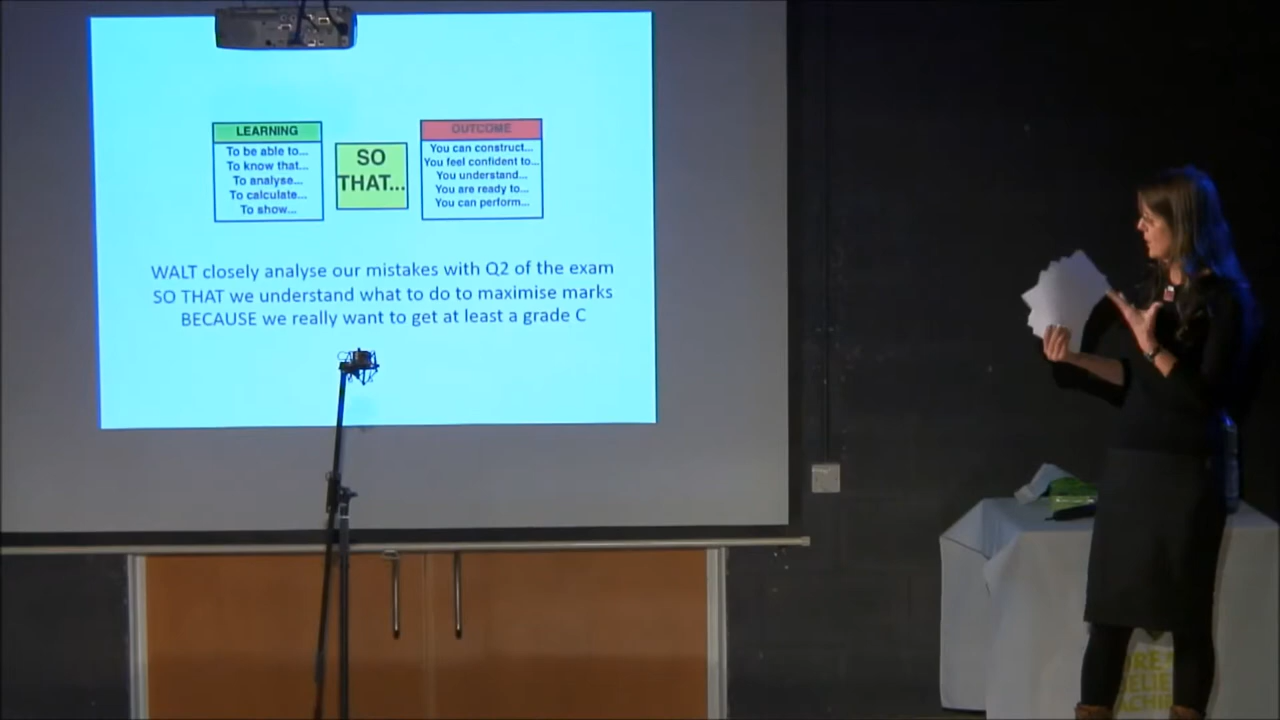 LEARNING
To be able to...
To know that...
To analyse...
To calculate...
To show...
SO
THAT...
OUTCOME
You can construct...
You feel confident to...
You understand...
You are ready to...
You can perform...
WALT closely analyse our mistakes with Q2 of the exam
SO THAT we understand what to do to maximise marks
BECAUSE we really want to get at least a grade C